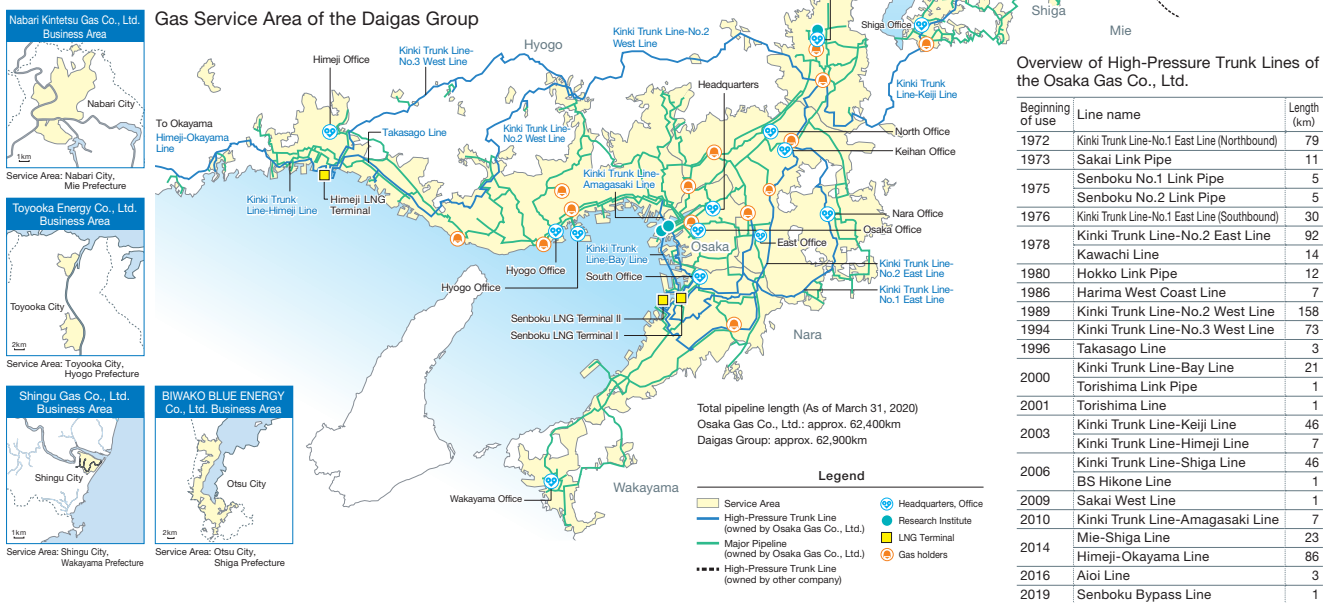 Nabari Kintetsu Gas Co., Ltd.
Business Area
Nabari City
1km
Service Area: Nabari City,
Mie Prefecture
Toyooka Energy Co., Ltd.
Business Area
Toyooka City
2km
Service Area: Toyooka City,
Hyogo Prefecture
Shingu Gas Co., Ltd.
Business Area
Shingu City
1km
Service Area: Shingu City,
Wakayama Prefecture
BIWAKO BLUE ENERGY
Co., Ltd. Business Area
Otsu City
2km
Service Area: Otsu City,
Shiga Prefecture
Gas Service Area of the Daigas Group
Himeji Office
Kinki Trunk Line-
No.3 West Line
Hyogo
Kinki Trunk Line-No.2
West Line
Shiga Office
Shiga
Mie
To Okayama
Himeji-Okayama
Line
Takasago Line
Kinki Trunk Line-
No.2 West Line
Headquarters
Kinki Trunk
Line-Keiji Line
North Office
Keihan Office
Kinki Trunk Line-
Amagasaki Line
Kinki Trunk
Line-Himeji Line
Himeji LNG
Terminal
Nara Office
Osaka Office
Osaka
East Office
Kinki Trunk
Line-Bay Line
Hyogo Office
South Office
Hyogo Office
Kinki Trunk Line-
No.2 East Line
Kinki Trunk Line-
No.1 East Line
Senboku LNG Terminal II
Senboku LNG Terminal I
Nara
Wakayama Office
Wakayama
Total pipeline length (As of March 31, 2020)
Osaka Gas Co., Ltd.: approx. 62,400km
Daigas Group: approx. 62,900km
Legend
Service Area
High-Pressure Trunk Line
(owned by Osaka Gas Co., Ltd.)
Major Pipeline
(owned by Osaka Gas Co., Ltd.)
High-Pressure Trunk Line
(owned by other company)
Headquarters, Office
Research Institute
LNG Terminal
Gas holders
Overview of High-Pressure Trunk Lines of
the Osaka Gas Co., Ltd.
Beginning of use Line name Length (km)
1972 Kinki Trunk Line-No.1 East Line (Northbound) 79
1973 Sakai Link Pipe 11
1975 Senboku No.1 Link Pipe 5
Senboku No.2 Link Pipe 5
1976 Kinki Trunk Line-No.1 East Line (Southbound) 30
1978 Kinki Trunk Line-No.2 East Line 92
Kawachi Line 14
1980 Hokko Link Pipe 12
1986 Harima West Coast Line 7
1989 Kinki Trunk Line-No.2 West Line 158
1994 Kinki Trunk Line-No.3 West Line 73
1996 Takasago Line 3
2000 Kinki Trunk Line-Bay Line 21
Torishima Link Pipe 1
2001 Torishima Line 1
2003 Kinki Trunk Line-Keiji Line 46
Kinki Trunk Line-Himeji Line 7
2006 Kinki Trunk Line-Shiga Line 46
BS Hikone Line 1
2009 Sakai West Line 1
2010 Kinki Trunk Line-Amagasaki Line 7
2014 Mie-Shiga Line 23
Himeji-Okayama Line 86
2016 Aioi Line 3
2019 Senboku Bypass Line 1